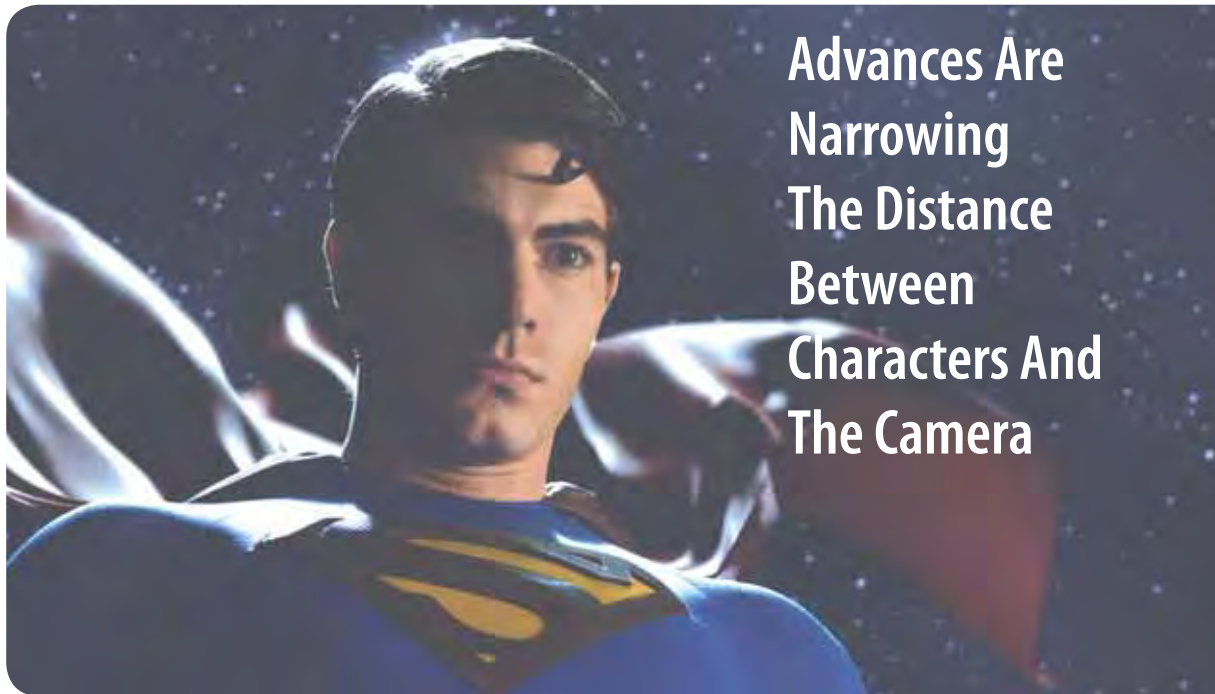 Advances Are
Narrowing
The Distance
Between
Characters And
The Camera